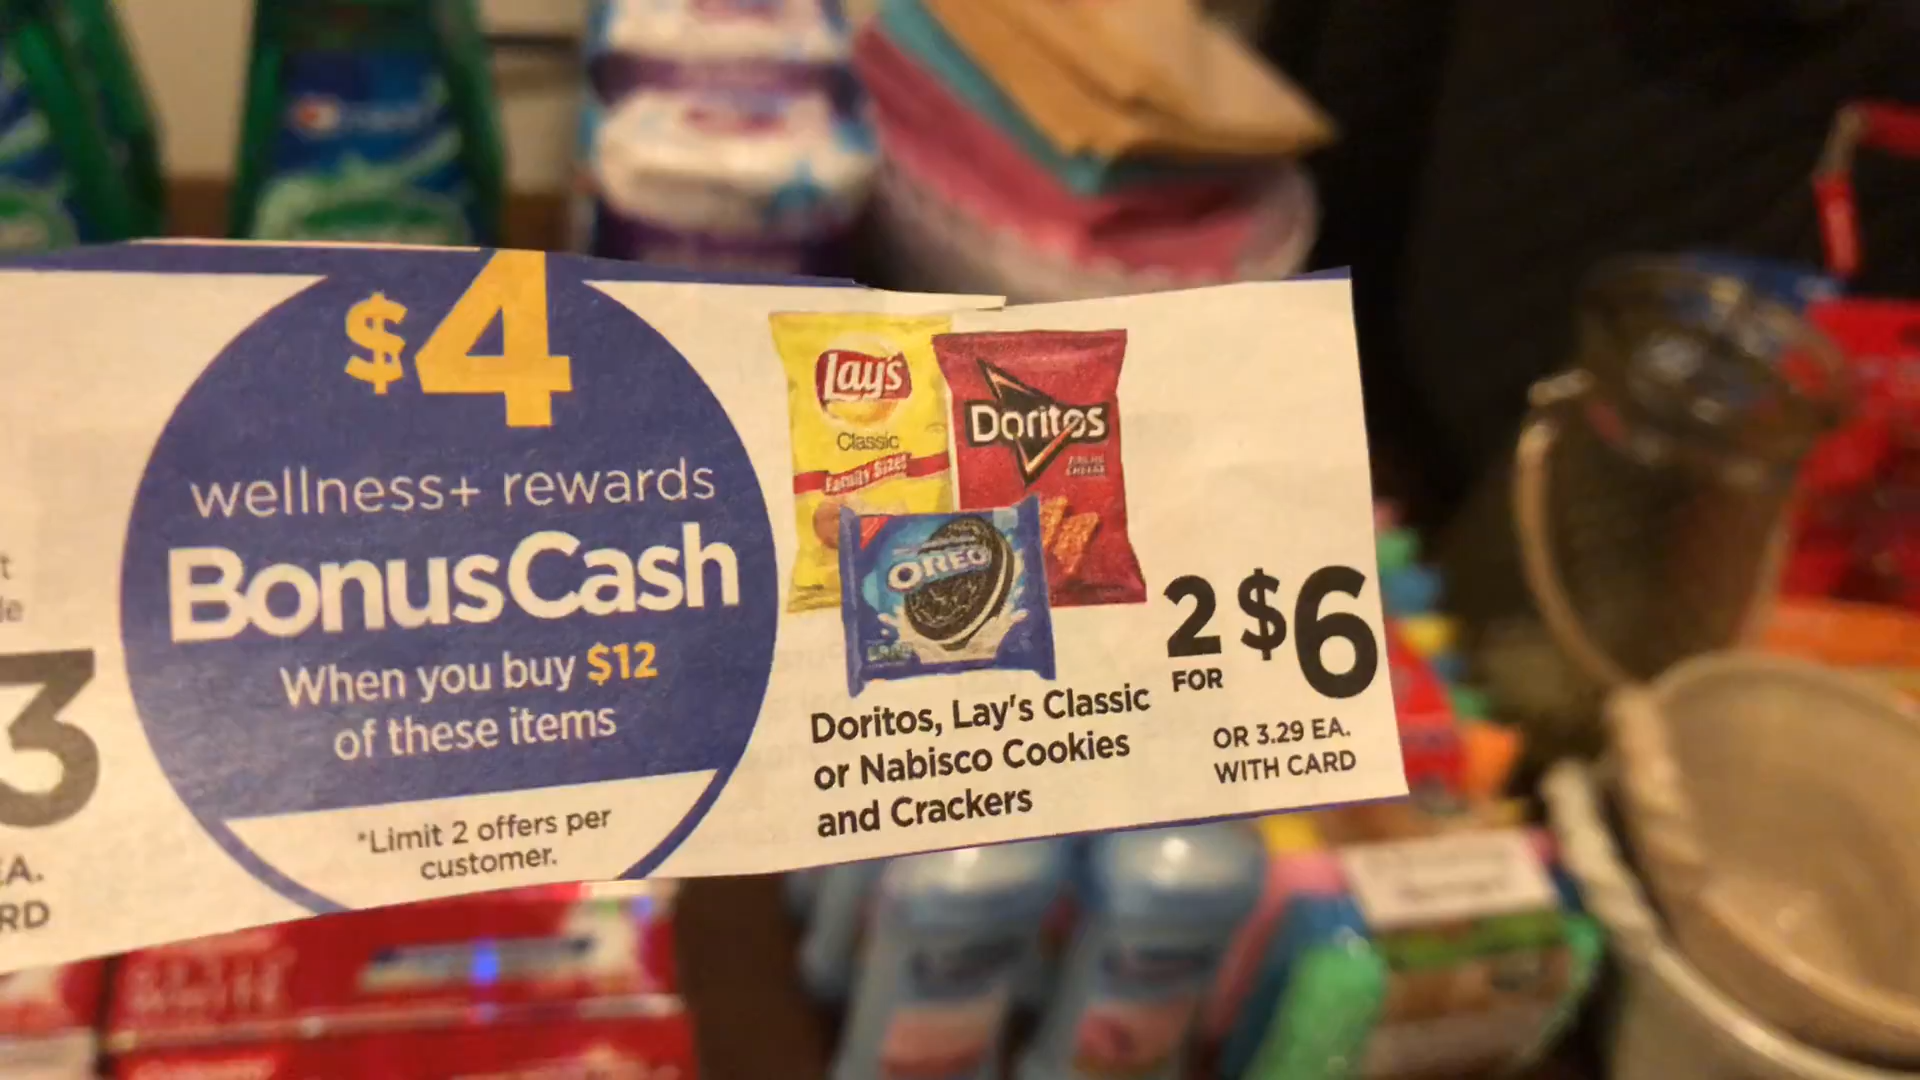 $4
wellness+ rewards
BonusCash
When you buy $12
of these items
*Limit 2 offers per
customer.
Lay's
Classic
Family Size!
Doritos
OREO
Doritos, Lay's Classic
or Nabisco Cookies
and Crackers
2 FOR $6
OR 3.29 EA.
WITH CARD
3
EA.
RD